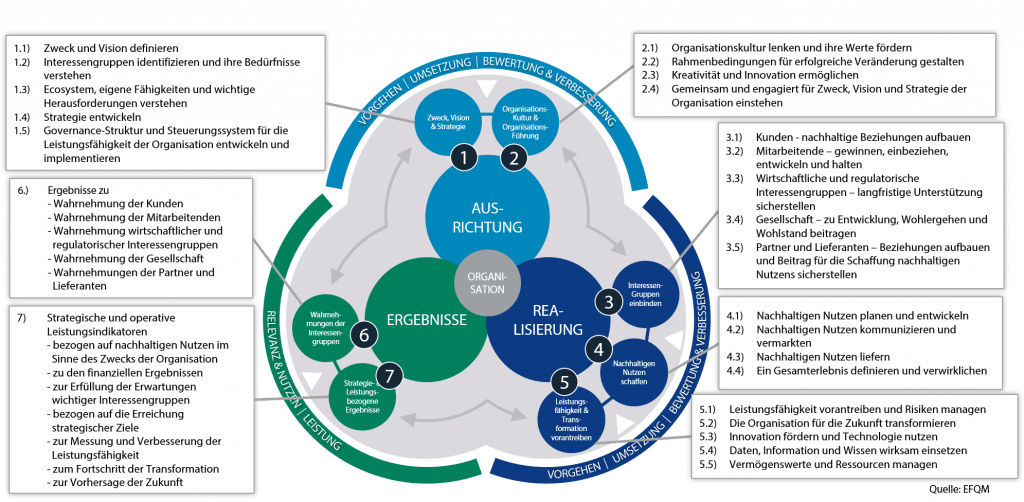 1.1) Zweck und Vision definieren
1.2) Interessengruppen identifizieren und ihre Bedürfnisse
verstehen
1.3) Ecosystem, eigene Fähigkeiten und wichtige
Herausforderungen verstehen
1.4) Strategie entwickeln
1.5) Governance-Struktur und Steuerungssystem für die
Leistungsfähigkeit der Organisation entwickeln und
implementieren
2.1) Organisationskultur lenken und ihre Werte fördern
2.2) Rahmenbedingungen für erfolgreiche Veränderung gestalten
2.3) Kreativität und Innovation ermöglichen
2.4) Gemeinsam und engagiert für Zweck, Vision und Strategie der
Organisation einstehen
VORGEHEN | UMSETZUNG | BEWERTUNG & VERBESSERUNG
Zweck, Vision
& Strategie
1
Organisations-
Kultur &
Organisations-
Führung
2
AUS-
RICHTUNG
3.1) Kunden - nachhaltige Beziehungen aufbauen
3.2) Mitarbeitende – gewinnen, einbeziehen,
entwickeln und halten
3.3) Wirtschaftliche und regulatorische
Interessengruppen – langfristige Unterstützung
sicherstellen
3.4) Gesellschaft – zu Entwicklung, Wohlergehen und
Wohlstand beitragen
3.5) Partner und Lieferanten – Beziehungen aufbauen
und Beitrag für die Schaffung nachhaltigen
Nutzens sicherstellen
6.) Ergebnisse zu
- Wahrnehmung der Kunden
- Wahrnehmung der Mitarbeitenden
- Wahrnehmung wirtschaftlicher und
regulatorischer Interessengruppen
- Wahrnehmung der Gesellschaft
- Wahrnehmungen der Partner und
Lieferanten
ORGANI-
SATION
ERGEBNISSE
REA-
LISIERUNG
Interessen-
Gruppen
einbinden
3
Nachhaltigen
Nutzen
schaffen
4
Leistungs-
fähigkeit &
Trans-
formation
vorantreiben
5
Wahrneh-
mungen der
Interessen-
gruppen
6
Strategie-
Leistungs-
bezogene
Ergebnisse
7
RELEVANZ & NUTZEN | LEISTUNG
VORGEHEN | UMSETZUNG | BEWERTUNG & VERBESSERUNG
7) Strategische und operative
Leistungsindikatoren
- bezogen auf nachhaltigen Nutzen im
Sinne des Zwecks der Organisation
- zu den finanziellen Ergebnissen
- zur Erfüllung der Erwartungen
wichtiger Interessengruppen
- bezogen auf die Erreichung
strategischer Ziele
- zur Messung und Verbesserung der
Leistungsfähigkeit
- zum Fortschritt der Transformation
- zur Vorhersage der Zukunft
4.1) Nachhaltigen Nutzen planen und entwickeln
4.2) Nachhaltigen Nutzen kommunizieren und
vermarkten
4.3) Nachhaltigen Nutzen liefern
4.4) Ein Gesamterlebnis definieren und verwirklichen
5.1) Leistungsfähigkeit vorantreiben und Risiken managen
5.2) Die Organisation für die Zukunft transformieren
5.3) Innovation fördern und Technologie nutzen
5.4) Daten, Information und Wissen wirksam einsetzen
5.5) Vermögenswerte und Ressourcen managen
Quelle: EFQM